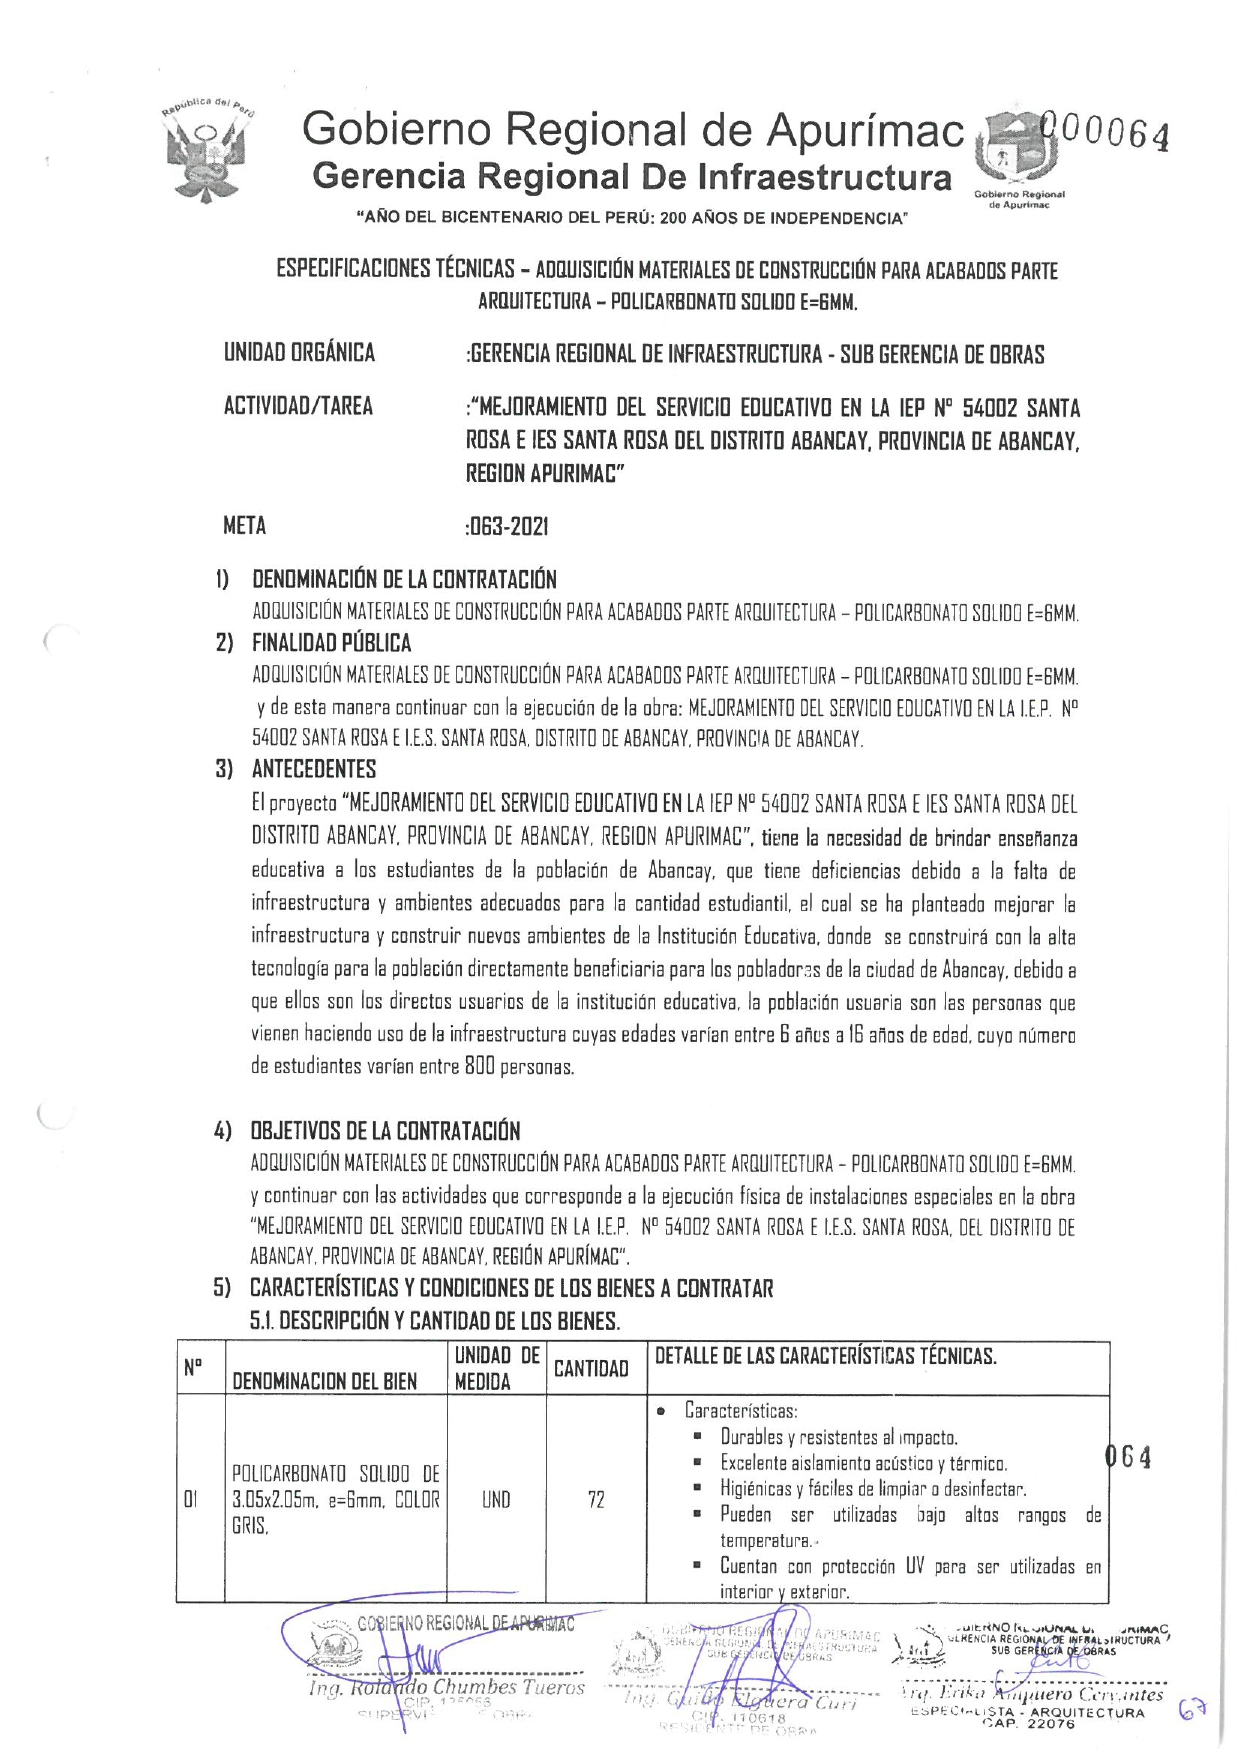 República del Perú
Gobierno Regional de Apurímac
000064
Gerencia Regional De Infraestructura
Gobierno Regional
de Apurimac
"AÑO DEL BICENTENARIO DEL PERÚ: 200 AÑOS DE INDEPENDENCIA"
ESPECIFICACIONES TÉCNICAS – ADQUISICIÓN MATERIALES DE CONSTRUCCIÓN PARA ACABADOS PARTE
ARQUITECTURA – POLICARBONATO SOLIDO E=6MM.
UNIDAD ORGÁNICA :GERENCIA REGIONAL DE INFRAESTRUCTURA - SUB GERENCIA DE OBRAS
ACTIVIDAD/TAREA :"MEJORAMIENTO DEL SERVICIO EDUCATIVO EN LA IEP Nº 54002 SANTA
ROSA E IES SANTA ROSA DEL DISTRITO ABANCAY, PROVINCIA DE ABANCAY,
REGION APURIMAC"
META :063-2021
1) DENOMINACIÓN DE LA CONTRATACIÓN
ADQUISICIÓN MATERIALES DE CONSTRUCCIÓN PARA ACABADOS PARTE ARQUITECTURA – POLICARBONATO SOLIDO E=6MM.
2) FINALIDAD PÚBLICA
ADQUISICIÓN MATERIALES DE CONSTRUCCIÓN PARA ACABADOS PARTE ARQUITECTURA – POLICARBONATO SOLIDO E=6MM.
y de esta manera continuar con la ejecución de la obra: MEJORAMIENTO DEL SERVICIO EDUCATIVO EN LA I.E.P. Nº
54002 SANTA ROSA E I.E.S. SANTA ROSA, DISTRITO DE ABANCAY, PROVINCIA DE ABANCAY.
3) ANTECEDENTES
El proyecto "MEJORAMIENTO DEL SERVICIO EDUCATIVO EN LA IEP Nº 54002 SANTA ROSA E IES SANTA ROSA DEL
DISTRITO ABANCAY, PROVINCIA DE ABANCAY, REGION APURIMAC", tiene la necesidad de brindar enseñanza
educativa a los estudiantes de la población de Abancay, que tiene deficiencias debido a la falta de
infraestructura y ambientes adecuados para la cantidad estudiantil, el cual se ha planteado mejorar la
infraestructura y construir nuevos ambientes de la Institución Educativa, donde se construirá con la alta
tecnología para la población directamente beneficiaria para los pobladores de la ciudad de Abancay, debido a
que ellos son los directos usuarios de la institución educativa, la población usuaria son las personas que
vienen haciendo uso de la infraestructura cuyas edades varían entre 6 años a 16 años de edad, cuyo número
de estudiantes varían entre 800 personas.
4) OBJETIVOS DE LA CONTRATACIÓN
ADQUISICIÓN MATERIALES DE CONSTRUCCIÓN PARA ACABADOS PARTE ARQUITECTURA – POLICARBONATO SOLIDO E=6MM.
y continuar con las actividades que corresponde a la ejecución física de instalaciones especiales en la obra
"MEJORAMIENTO DEL SERVICIO EDUCATIVO EN LA I.E.P. Nº 54002 SANTA ROSA E I.E.S. SANTA ROSA, DEL DISTRITO DE
ABANCAY, PROVINCIA DE ABANCAY, REGIÓN APURÍMAC".
5) CARACTERÍSTICAS Y CONDICIONES DE LOS BIENES A CONTRATAR
5.1. DESCRIPCIÓN Y CANTIDAD DE LOS BIENES.
Nº
DENOMINACION DEL BIEN
UNIDAD DE
MEDIDA
CANTIDAD
DETALLE DE LAS CARACTERÍSTICAS TÉCNICAS.
01
POLICARBONATO SOLIDO DE
3.05x2.05m, e=6mm, COLOR
GRIS.
UND
72
• Características:
▪ Durables y resistentes al impacto.
▪ Excelente aislamiento acústico y térmico.
▪ Higiénicas y fáciles de limpiar o desinfectar.
▪ Pueden ser utilizadas bajo altos rangos de
temperatura.
▪ Cuentan con protección UV para ser utilizadas en
interior y exterior.
064
GOBIERNO REGIONAL DE APURIMAC
Ing. Rolando Chumbes Tueros
CIP.
REGIONAL APURIMAC
SUB GERENCIA DE OBRAS
Ing. Guido Elguera Curi
CIP. 110618
RESIDENTE DE OBRA
GERENCIA REGIONAL DE INFRAESTRUCTURA
SUB GERENCIA DE OBRAS
Arq. Erika Ampuero Cervantes
ESPECIALISTA - ARQUITECTURA
CAP. 22076
67